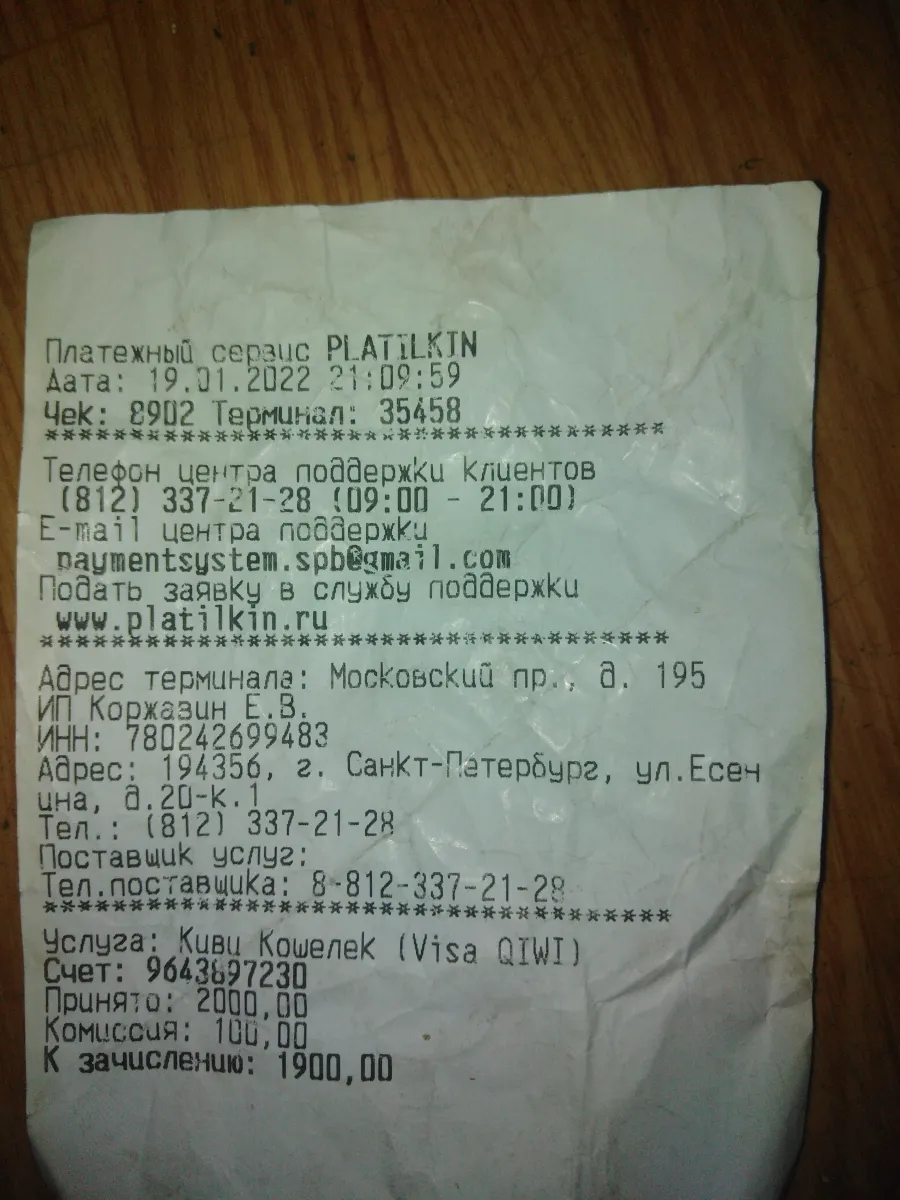 Платежный сервис PLATILKIN
Дата: 19.01.2022 21:09:59
Чек: 8902 Терминал: 35458
*******************************************
Телефон центра поддержки клиентов
(812) 337-21-28 (09:00 - 21:00)
E-mail центра поддержки
paymentsystem.spb@gmail.com
Подать заявку в службу поддержки
www.platilkin.ru
*******************************************
Адрес терминала: Московский пр., д. 195
ИП Коржазин Е.В.
ИНН: 780242699483
Адрес: 194356, г. Санкт-Петербург, ул.Есен
ина, д.20-к.1
Тел.: (812) 337-21-28
Поставщик услуг:
Тел.поставщика: 8-812-337-21-28
*******************************************
Услуга: Киви Кошелек (Visa QIWI)
Счет: 9643897230
Принято: 2000,00
Комиссия: 100,00
К зачислению: 1900,00